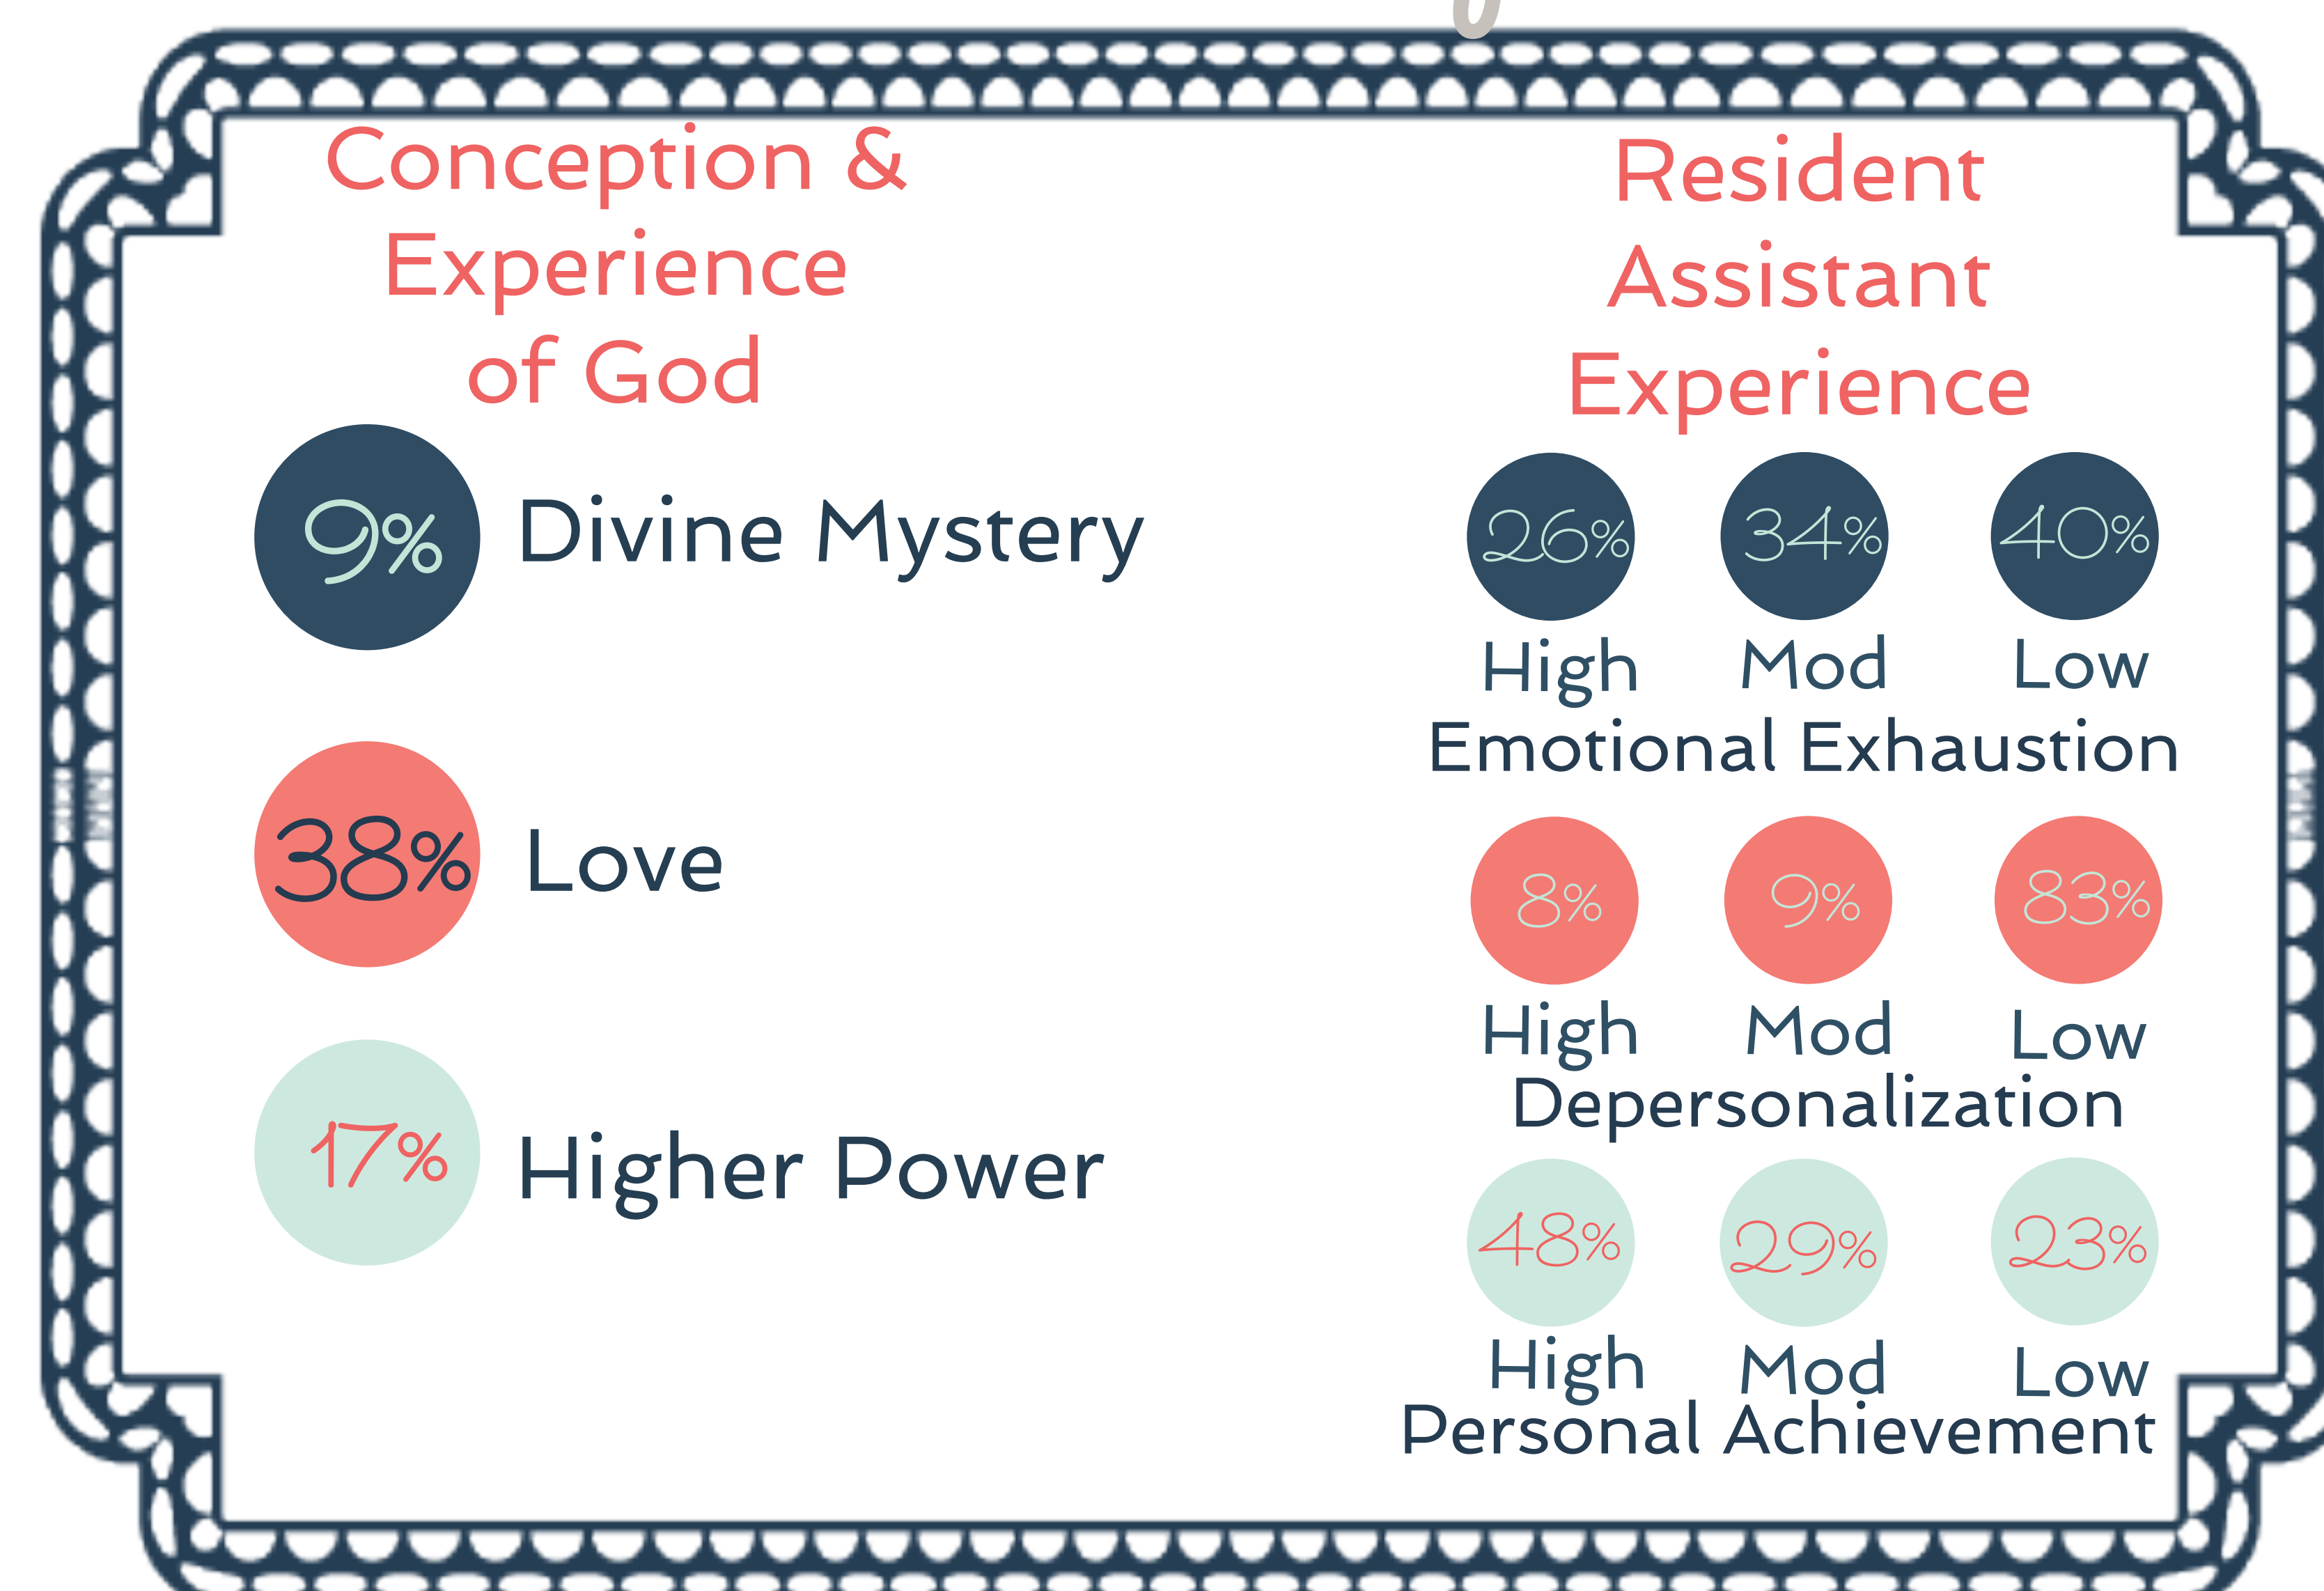 Conception &
Experience
of God
9% Divine Mystery
38% Love
17% Higher Power
Resident
Assistant
Experience
26% 34% 40%
High Mod Low
Emotional Exhaustion
8% 9% 83%
High Mod Low
Depersonalization
48% 29% 23%
High Mod Low
Personal Achievement